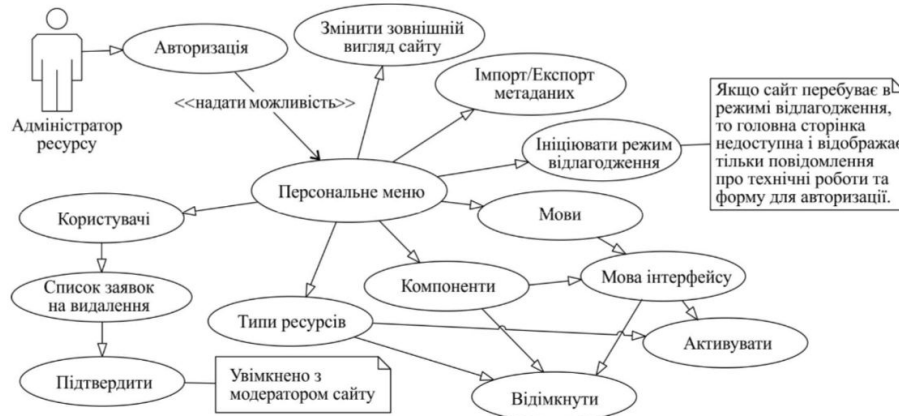 Змінити зовнішній
вигляд сайту
Авторизація
Імпорт/Експорт
метаданих
<<надати можливість>>
Адміністратор
ресурсу
Ініціювати режим
відлагодження
Якщо сайт перебуває в
режимі відлагодження,
то головна сторінка
недоступна і відображає
тільки повідомлення
про технічні роботи та
форму для авторизації.
Персональне меню
Користувачі
Мови
Список заявок
на видалення
Компоненти
Мова інтерфейсу
Типи ресурсів
Активувати
Підтвердити
Увімкнено з
модератором сайту
Відімкнути